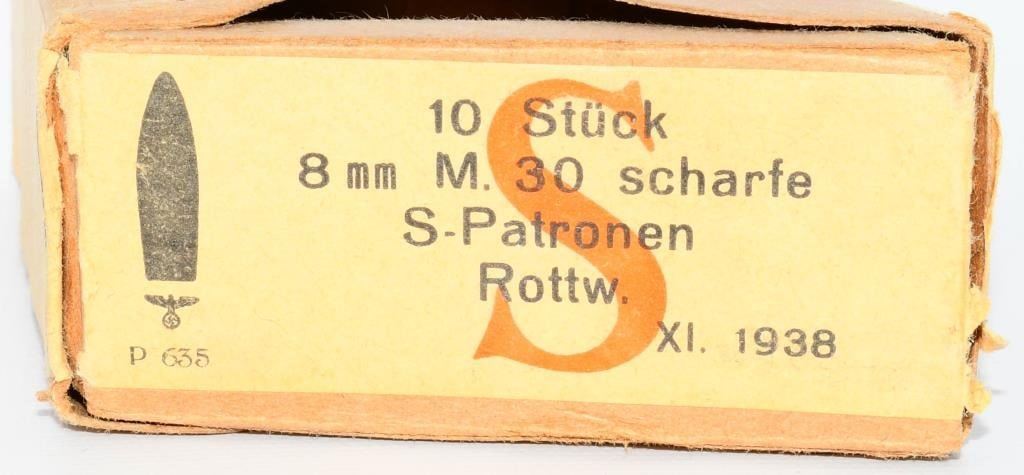 10 Stück
8 mm M. 30 scharfe
S-Patronen
Rottw.
XI. 1938
P 635
S